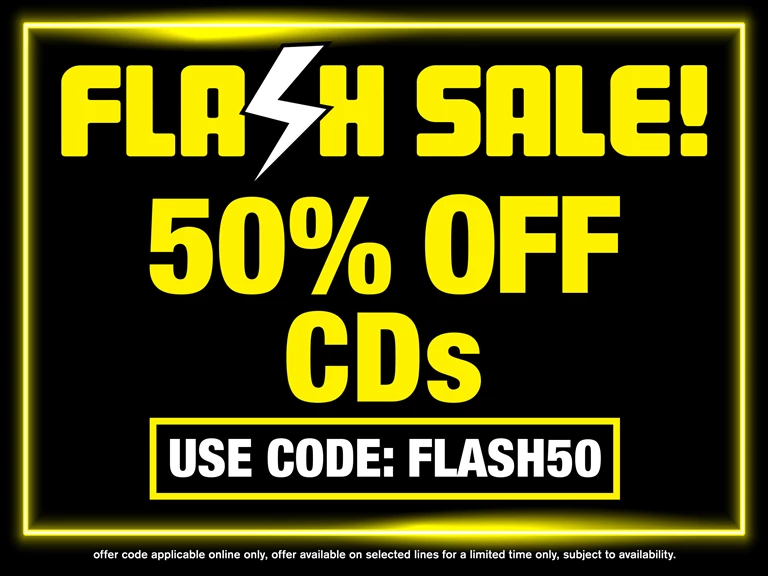 FLASH SALE!
50% OFF
CDs
USE CODE: FLASH50
offer code applicable online only, offer available on selected lines for a limited time only, subject to availability.